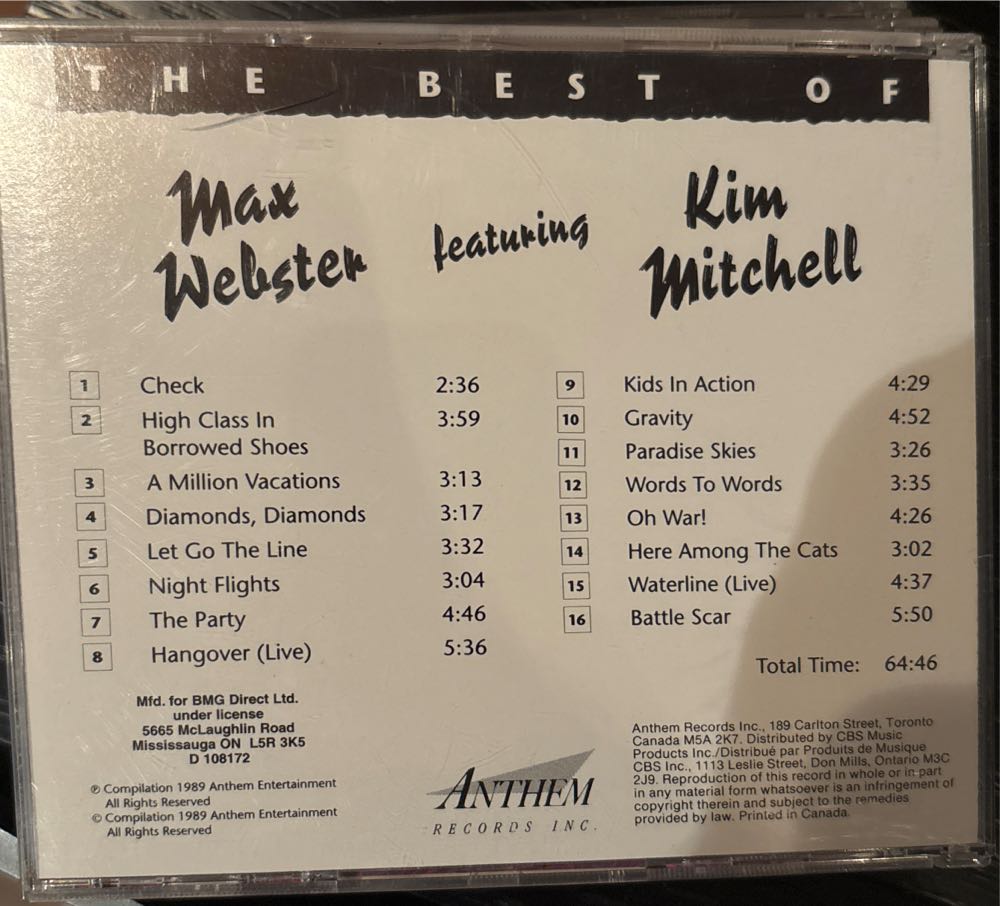 THE BEST OF
Max
Webster
featuring
Kim
Mitchell
1 Check 2:36
2 High Class In 3:59
Borrowed Shoes
3 A Million Vacations 3:13
4 Diamonds, Diamonds 3:17
5 Let Go The Line 3:32
6 Night Flights 3:04
7 The Party 4:46
8 Hangover (Live) 5:36
9 Kids In Action 4:29
10 Gravity 4:52
11 Paradise Skies 3:26
12 Words To Words 3:35
13 Oh War! 4:26
14 Here Among The Cats 3:02
15 Waterline (Live) 4:37
16 Battle Scar 5:50
Total Time: 64:46
Mfd. for BMG Direct Ltd.
under license
5665 McLaughlin Road
Mississauga ON L5R 3K5
D 108172
℗ Compilation 1989 Anthem Entertainment
All Rights Reserved
© Compilation 1989 Anthem Entertainment
All Rights Reserved
ANTHEM
RECORDS INC.
Anthem Records Inc., 189 Carlton Street, Toronto
Canada M5A 2K7. Distributed by CBS Music
Products Inc./Distribué par Produits de Musique
CBS Inc., 1113 Leslie Street, Don Mills, Ontario M3C
2J9. Reproduction of this record in whole or in part
in any material form whatsoever is an infringement of
copyright therein and subject to the remedies
provided by law. Printed in Canada.